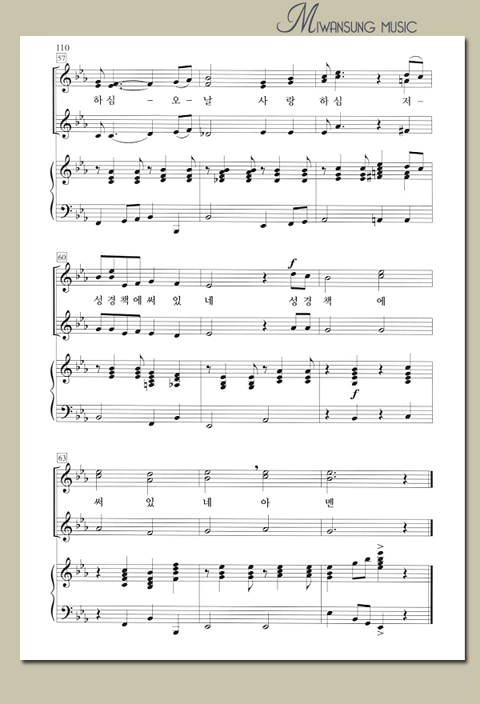 MIWANSUNG MUSIC
110
57
하심 - 오 - 날 사 랑 하심 저 -
60
f
성경책에써 있 네 성경 책 에
f
63
써 있 네 아 멘